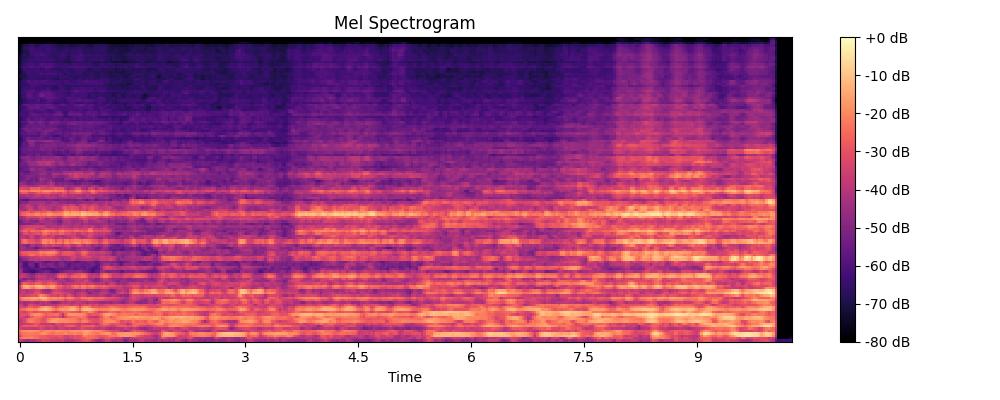 Mel Spectrogram
+0 dB
-10 dB
-20 dB
-30 dB
-40 dB
-50 dB
-60 dB
-70 dB
-80 dB
0 1.5 3 4.5 6 7.5 9
Time